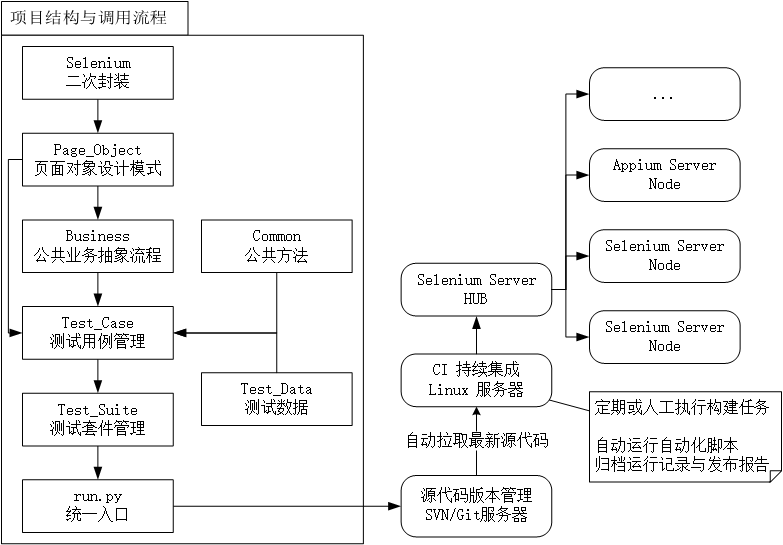 项目结构与调用流程
Selenium
二次封装
Page_Object
页面对象设计模式
Business
公共业务抽象流程
Common
公共方法
Test_Case
测试用例管理
Test_Data
测试数据
Test_Suite
测试套件管理
run.py
统一入口
源代码版本管理
SVN/Git服务器
自动拉取最新源代码
CI 持续集成
Linux 服务器
定期或人工执行构建任务
自动运行自动化脚本
归档运行记录与发布报告
Selenium Server
HUB
...
Appium Server
Node
Selenium Server
Node
Selenium Server
Node